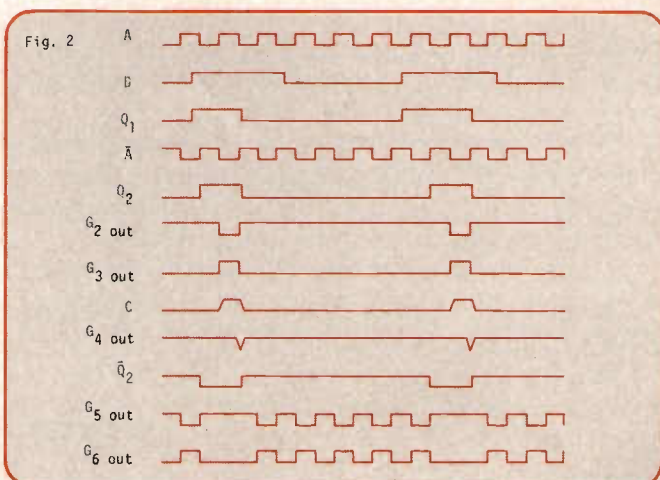 Fig. 2
A
B
Q1
Ā
Q2
G2 out
G3 out
C
G4 out
Q̄2
G5 out
G6 out